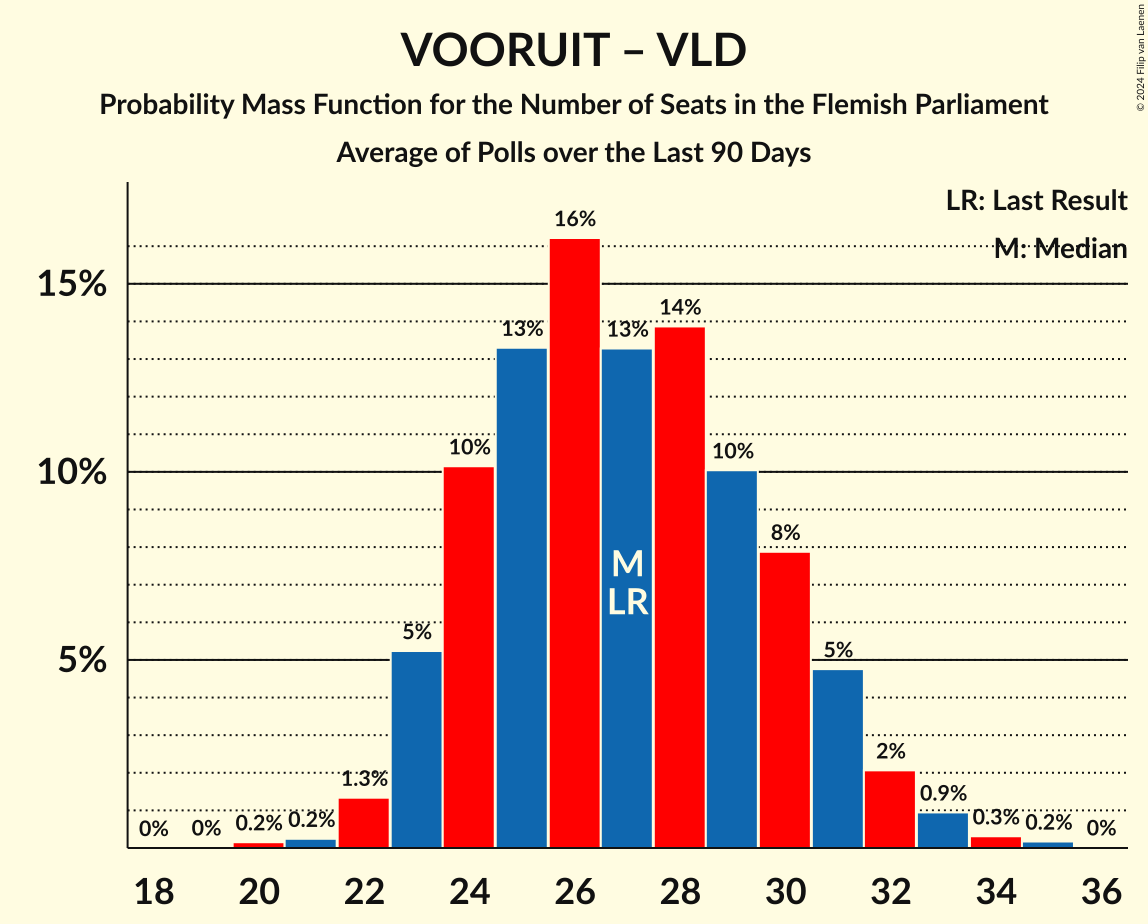 VOORUIT – VLD
Probability Mass Function for the Number of Seats in the Flemish Parliament
Average of Polls over the Last 90 Days
© 2024 Filip van Laenen
LR: Last Result
M: Median
15%
10%
5%
0%
0%
0.2%
0.2%
1.3%
5%
10%
13%
16%
13%
14%
10%
8%
5%
2%
0.9%
0.3%
0.2%
0%
M
LR
18 20 22 24 26 28 30 32 34 36